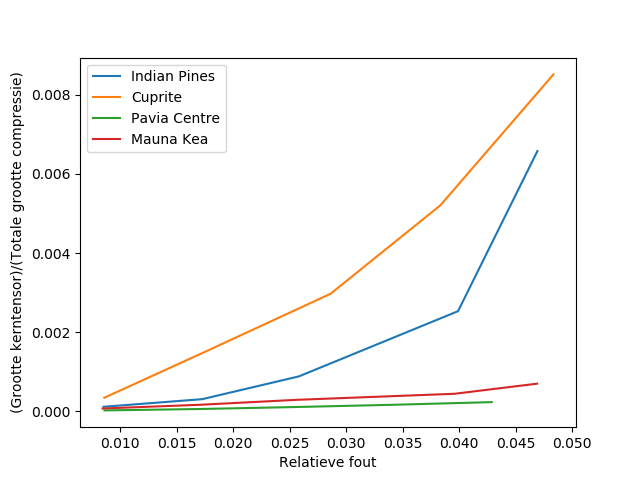 Indian Pines
Cuprite
Pavia Centre
Mauna Kea
(Grootte kerntensor)/(Totale grootte compressie)
0.008
0.006
0.004
0.002
0.000
0.010 0.015 0.020 0.025 0.030 0.035 0.040 0.045 0.050
Relatieve fout